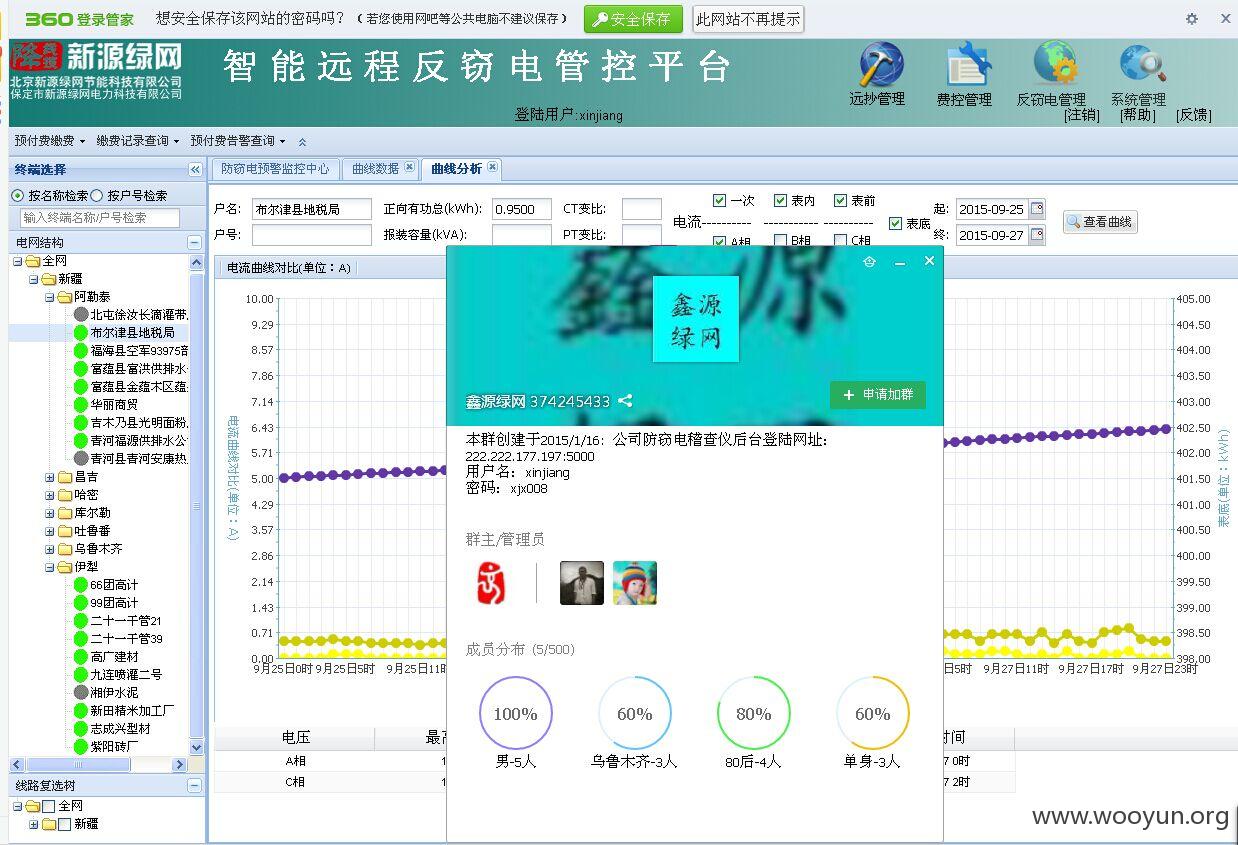 360 登录管家 想安全保存该网站的密码吗？（若您使用网吧等公共电脑不建议保存） 安全保存 此网站不再提示
新源绿网
北京新源绿网节能科技有限公司
保定市新源绿网电力科技有限公司
智能远程反窃电管控平台
登陆用户:xinjiang
远抄管理 费控管理 反窃电管理 系统管理
[注销] [帮助] [反馈]
预付费缴费 缴费记录查询 预付费告警查询
终端选择
按名称检索 按户号检索
输入终端名称/户号检索
电网结构
全网
新疆
阿勒泰
北屯徐汝长滴灌带
布尔津县地税局
福海县空军93975部
富蕴县富洪供排水
富蕴县金蕴木区蕴
华丽商贸
吉木乃县光明面粉
青河福源供排水公
青河县青河安康热
昌吉
哈密
库尔勒
吐鲁番
乌鲁木齐
伊犁
66团高计
99团高计
二十一干管21
二十一干管39
高广建材
九连喷灌二号
湘伊水泥
新田精米加工厂
志成兴型材
紫阳砖厂
线路复选树
全网
新疆
防窃电预警监控中心 曲线数据 曲线分析
户名: 布尔津县地税局 正向有功总(kWh): 0.9500 CT变比:
户号: 报装容量(kVA): PT变比:
电流---------- ---------- ----------
一次 表内 表前
A相 B相 C相
表底
起: 2015-09-25
终: 2015-09-27
查看曲线
电流曲线对比(单位：A)
10.00
9.29
8.57
7.86
7.14
6.43
5.71
5.00
4.29
3.57
2.86
2.14
1.43
0.71
0.00
电流曲线对比(单位：A)
405.00
404.50
404.00
403.50
403.00
402.50
402.00
401.50
401.00
400.50
400.00
399.50
399.00
398.50
398.00
表底(单位：kWh)
9月25日0时 9月25日5时 9月25日11时
日5时 9月27日11时 9月27日17时 9月27日23时
电压 最高 时间
A相 1 7 0时
C相 1 7 2时
鑫源
鑫源
绿网
鑫源绿网 374245433
+ 申请加群
本群创建于2015/1/16: 公司防窃电稽查仪后台登陆网址:
222.222.177.197:5000
用户名: xinjiang
密码: xjx008
群主/管理员
成员分布 (5/500)
100% 60% 80% 60%
男-5人 乌鲁木齐-3人 80后-4人 单身-3人
www.wooyun.org